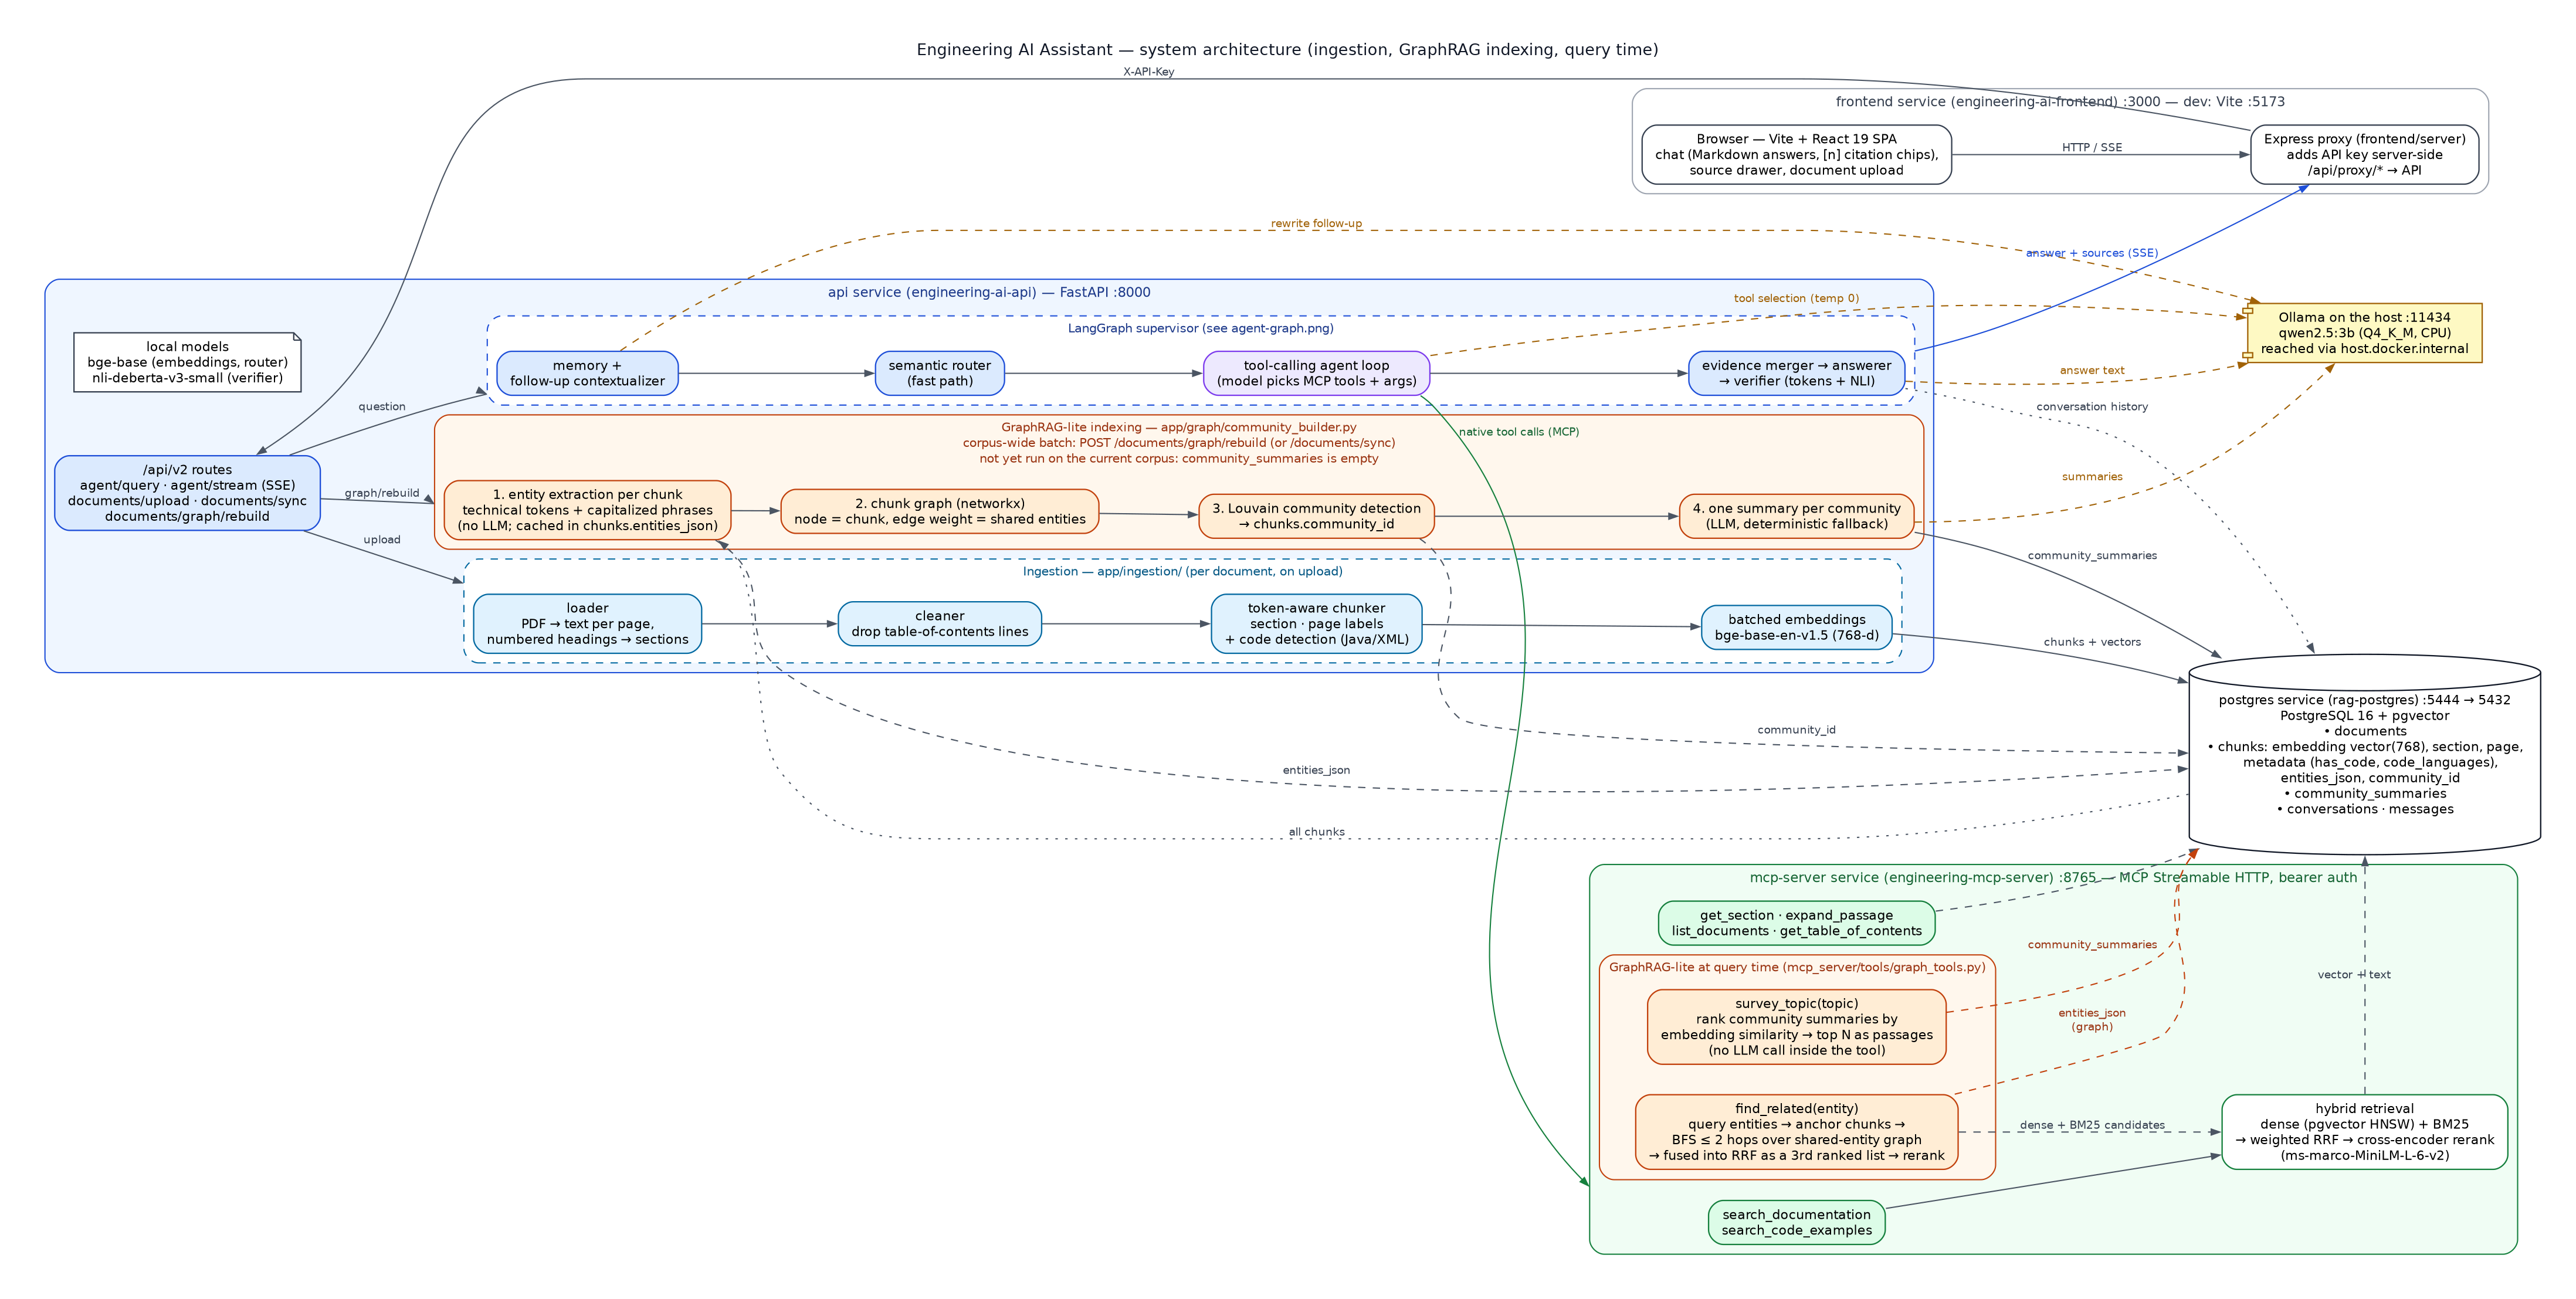 Engineering AI Assistant — system architecture (ingestion, GraphRAG indexing, query time)
X-API-Key
frontend service (engineering-ai-frontend) :3000 — dev: Vite :5173
Browser — Vite + React 19 SPA
chat (Markdown answers, [n] citation chips),
source drawer, document upload
HTTP / SSE
Express proxy (frontend/server)
adds API key server-side
/api/proxy/* → API
rewrite follow-up
answer + sources (SSE)
api service (engineering-ai-api) — FastAPI :8000
tool selection (temp 0)
Ollama on the host :11434
qwen2.5:3b (Q4_K_M, CPU)
reached via host.docker.internal
local models
bge-base (embeddings, router)
nli-deberta-v3-small (verifier)
LangGraph supervisor (see agent-graph.png)
memory +
follow-up contextualizer
semantic router
(fast path)
tool-calling agent loop
(model picks MCP tools + args)
evidence merger → answerer
→ verifier (tokens + NLI)
answer text
question
conversation history
GraphRAG-lite indexing — app/graph/community_builder.py
corpus-wide batch: POST /documents/graph/rebuild (or /documents/sync)
not yet run on the current corpus: community_summaries is empty
native tool calls (MCP)
/api/v2 routes
agent/query · agent/stream (SSE)
documents/upload · documents/sync
documents/graph/rebuild
graph/rebuild
1. entity extraction per chunk
technical tokens + capitalized phrases
(no LLM; cached in chunks.entities_json)
2. chunk graph (networkx)
node = chunk, edge weight = shared entities
3. Louvain community detection
→ chunks.community_id
4. one summary per community
(LLM, deterministic fallback)
summaries
upload
community_summaries
Ingestion — app/ingestion/ (per document, on upload)
loader
PDF → text per page,
numbered headings → sections
cleaner
drop table-of-contents lines
token-aware chunker
section · page labels
+ code detection (Java/XML)
batched embeddings
bge-base-en-v1.5 (768-d)
chunks + vectors
postgres service (rag-postgres) :5444 → 5432
PostgreSQL 16 + pgvector
• documents
• chunks: embedding vector(768), section, page,
metadata (has_code, code_languages),
entities_json, community_id
• community_summaries
• conversations · messages
community_id
entities_json
all chunks
mcp-server service (engineering-mcp-server) :8765 — MCP Streamable HTTP, bearer auth
get_section · expand_passage
list_documents · get_table_of_contents
community_summaries
GraphRAG-lite at query time (mcp_server/tools/graph_tools.py)
survey_topic(topic)
rank community summaries by
embedding similarity → top N as passages
(no LLM call inside the tool)
vector + text
entities_json
(graph)
find_related(entity)
query entities → anchor chunks →
BFS ≤ 2 hops over shared-entity graph
→ fused into RRF as a 3rd ranked list → rerank
dense + BM25 candidates
hybrid retrieval
dense (pgvector HNSW) + BM25
→ weighted RRF → cross-encoder rerank
(ms-marco-MiniLM-L-6-v2)
search_documentation
search_code_examples